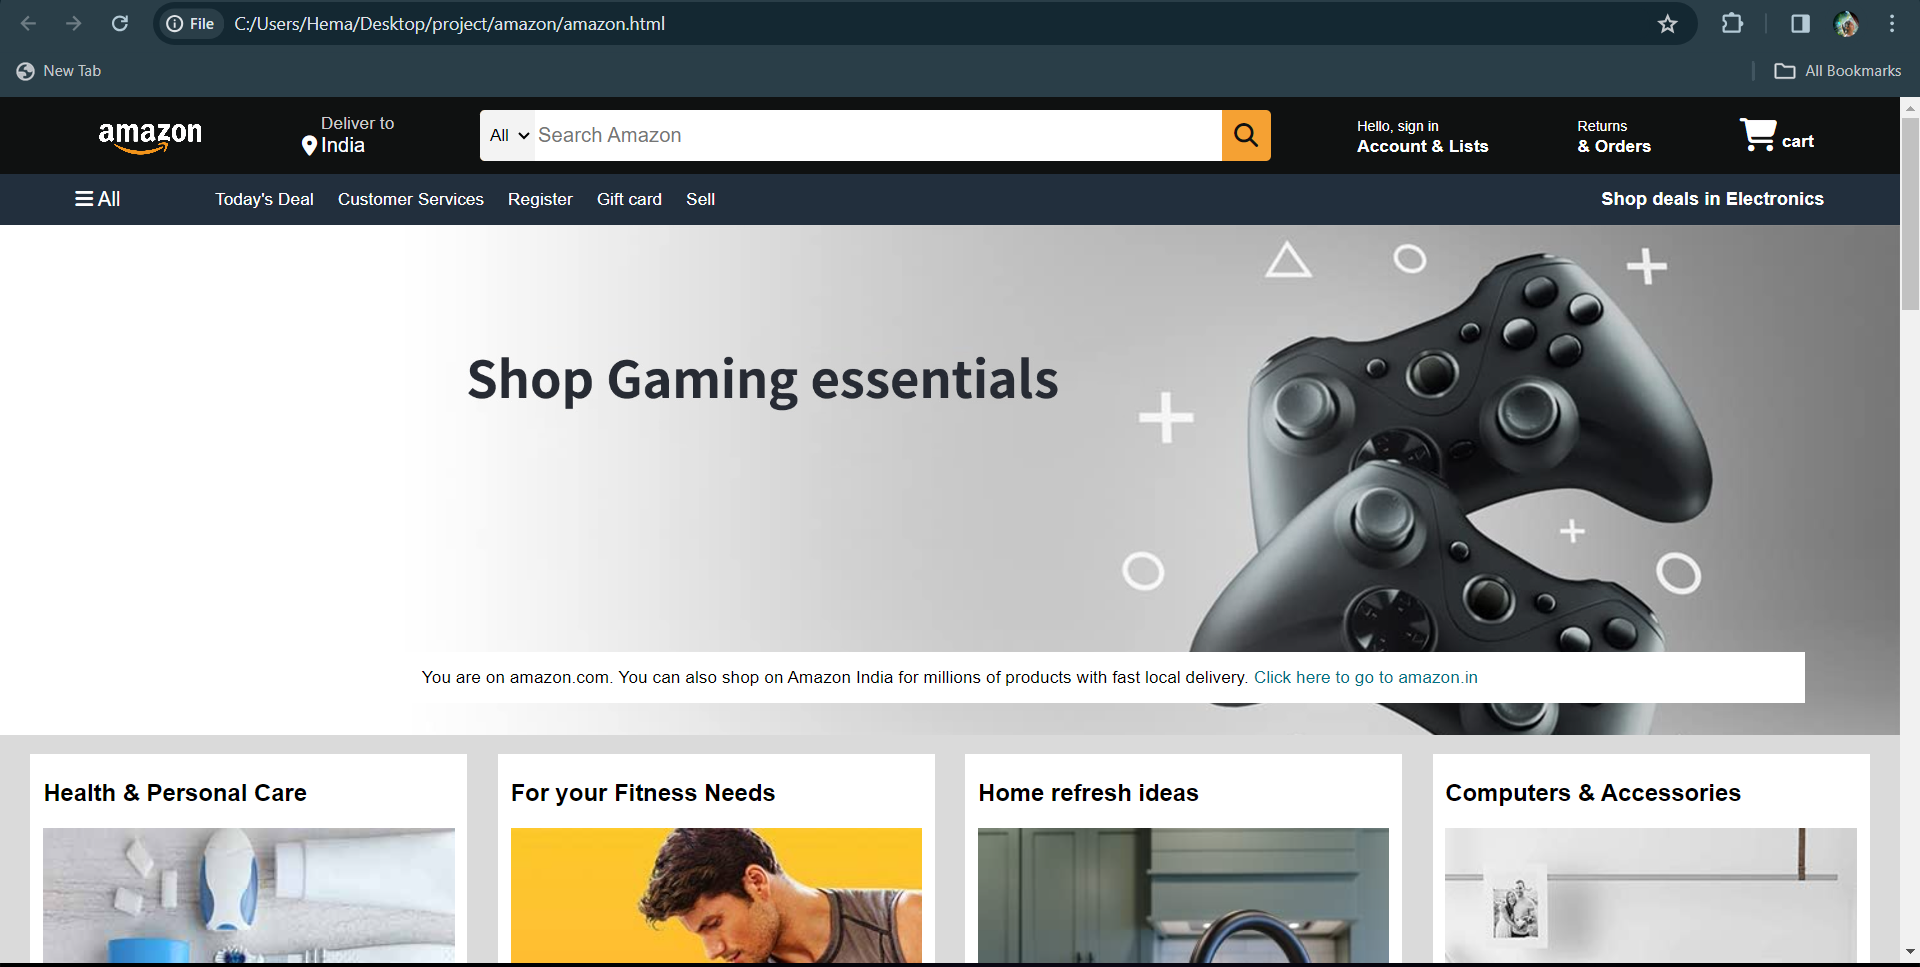 File C:/Users/Hema/Desktop/project/amazon/amazon.html
New Tab
All Bookmarks
amazon
Deliver to
India
All Search Amazon
Hello, sign in
Account & Lists
Returns
& Orders
cart
All
Today's Deal Customer Services Register Gift card Sell
Shop deals in Electronics
Shop Gaming essentials
You are on amazon.com. You can also shop on Amazon India for millions of products with fast local delivery. Click here to go to amazon.in
Health & Personal Care
For your Fitness Needs
Home refresh ideas
Computers & Accessories